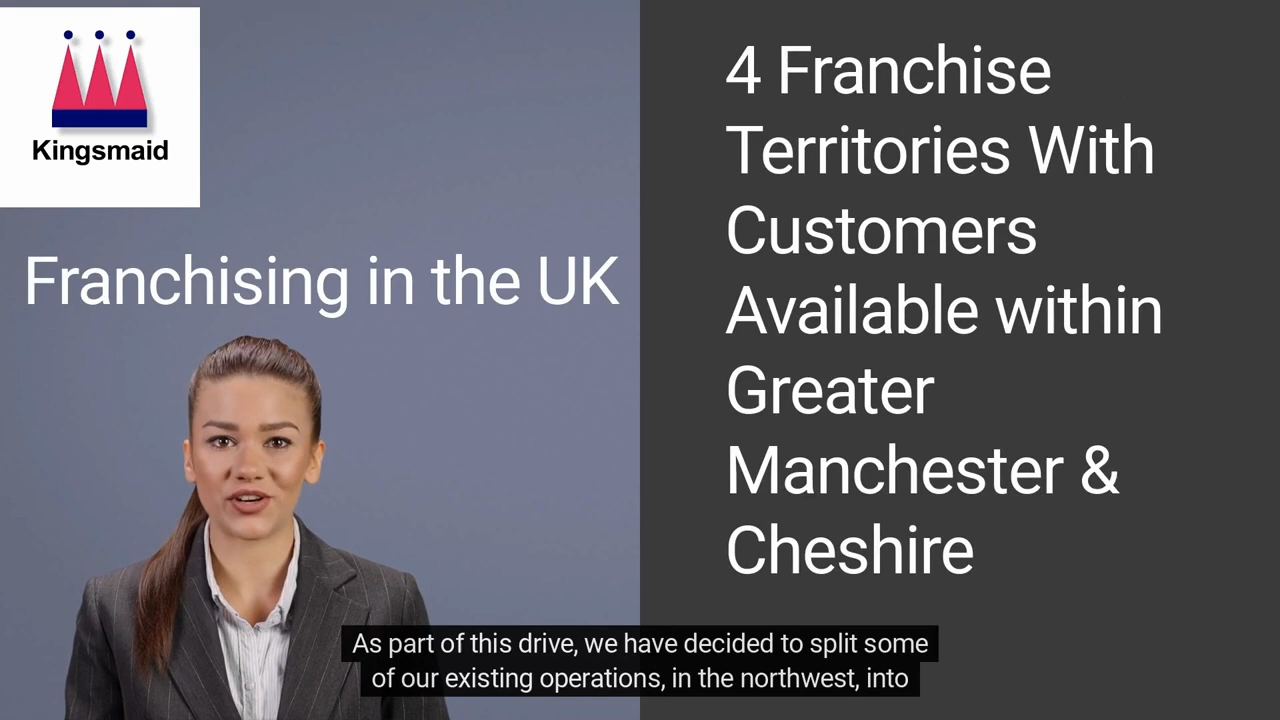 Kingsmaid
Franchising in the UK
4 Franchise
Territories With
Customers
Available within
Greater
Manchester &
Cheshire
As part of this drive, we have decided to split some
of our existing operations, in the northwest, into